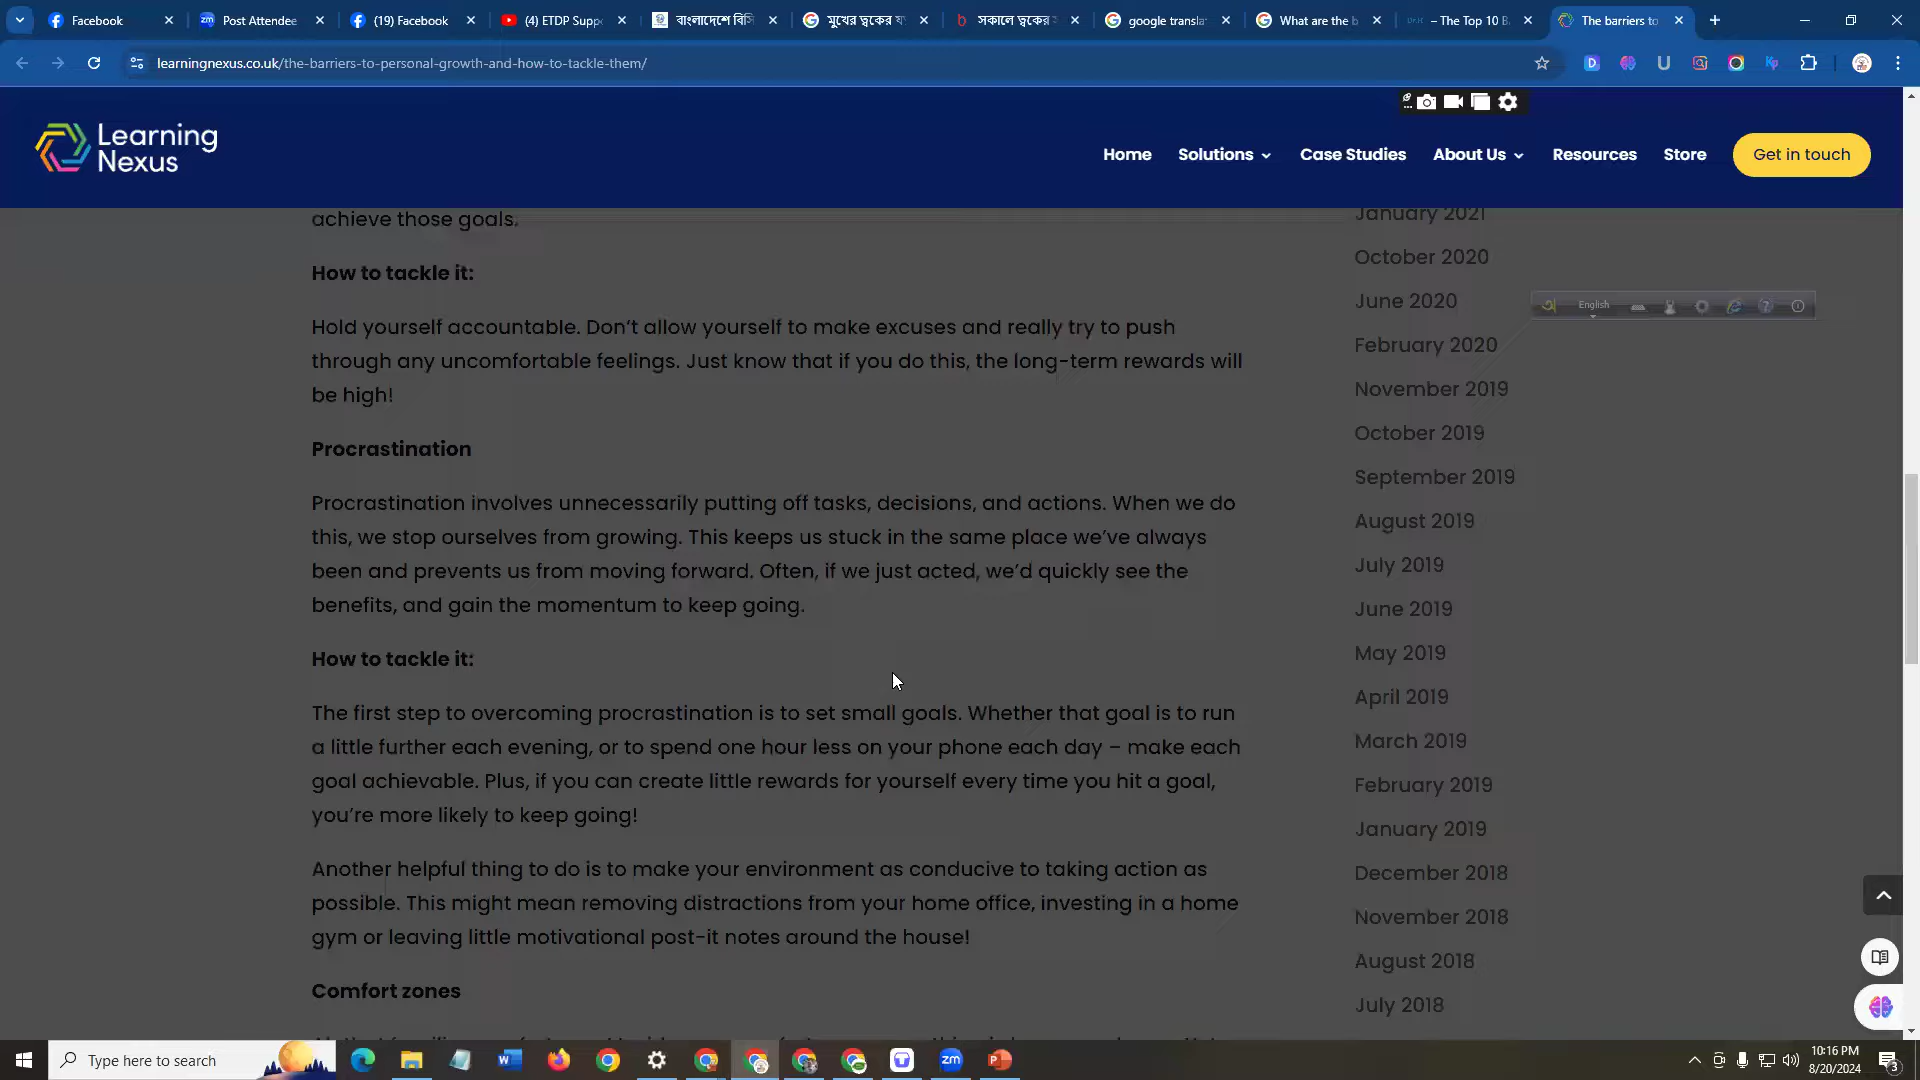 Facebook
Post Attendee
(19) Facebook
(4) ETDP Supp
বাংলাদেশে বিসি
মুখের ত্বকের য
সকালে ত্বকের
google transla
What are the b
– The Top 10 B
The barriers to
learningnexus.co.uk/the-barriers-to-personal-growth-and-how-to-tackle-them/
Learning
Nexus
Home
Solutions
Case Studies
About Us
Resources
Store
Get in touch
achieve those goals.
How to tackle it:
Hold yourself accountable. Don’t allow yourself to make excuses and really try to push
through any uncomfortable feelings. Just know that if you do this, the long-term rewards will
be high!
Procrastination
Procrastination involves unnecessarily putting off tasks, decisions, and actions. When we do
this, we stop ourselves from growing. This keeps us stuck in the same place we’ve always
been and prevents us from moving forward. Often, if we just acted, we’d quickly see the
benefits, and gain the momentum to keep going.
How to tackle it:
The first step to overcoming procrastination is to set small goals. Whether that goal is to run
a little further each evening, or to spend one hour less on your phone each day – make each
goal achievable. Plus, if you can create little rewards for yourself every time you hit a goal,
you’re more likely to keep going!
Another helpful thing to do is to make your environment as conducive to taking action as
possible. This might mean removing distractions from your home office, investing in a home
gym or leaving little motivational post-it notes around the house!
Comfort zones
January 2021
October 2020
June 2020
February 2020
November 2019
October 2019
September 2019
August 2019
July 2019
June 2019
May 2019
April 2019
March 2019
February 2019
January 2019
December 2018
November 2018
August 2018
July 2018
English
Type here to search
10:16 PM
8/20/2024
3